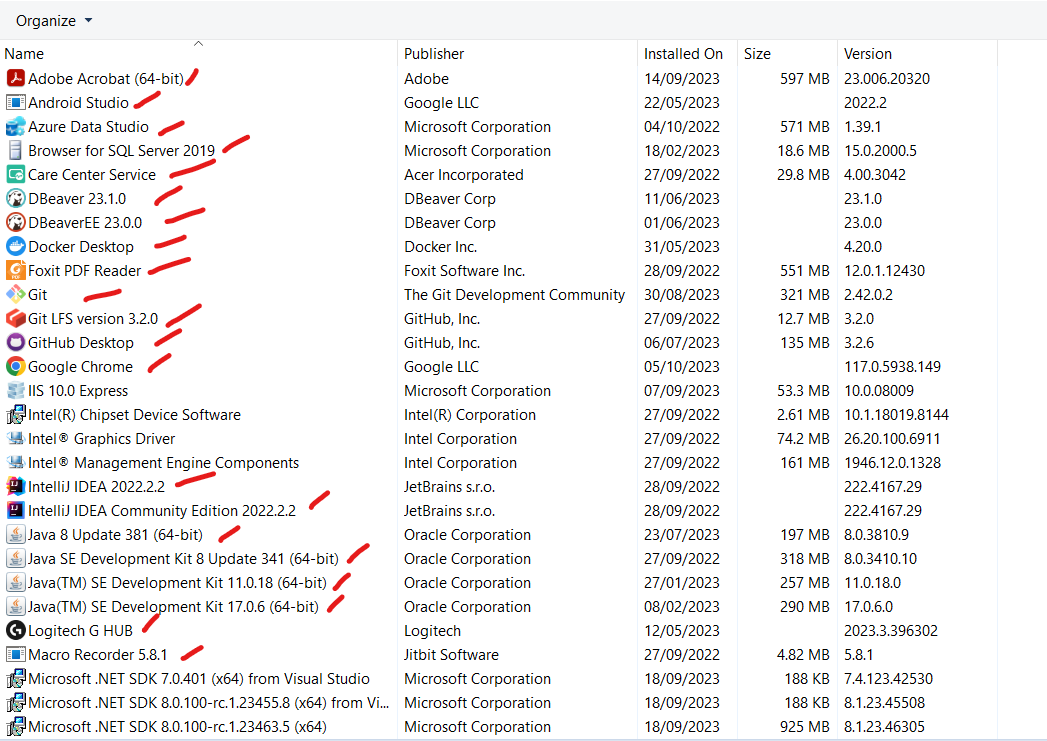 Organize
Name Publisher Installed On Size Version
Adobe Acrobat (64-bit) Adobe 14/09/2023 597 MB 23.006.20320
Android Studio Google LLC 22/05/2023 2022.2
Azure Data Studio Microsoft Corporation 04/10/2022 571 MB 1.39.1
Browser for SQL Server 2019 Microsoft Corporation 18/02/2023 18.6 MB 15.0.2000.5
Care Center Service Acer Incorporated 27/09/2022 29.8 MB 4.00.3042
DBeaver 23.1.0 DBeaver Corp 11/06/2023 23.1.0
DBeaverEE 23.0.0 DBeaver Corp 01/06/2023 23.0.0
Docker Desktop Docker Inc. 31/05/2023 4.20.0
Foxit PDF Reader Foxit Software Inc. 28/09/2022 551 MB 12.0.1.12430
Git The Git Development Community 30/08/2023 321 MB 2.42.0.2
Git LFS version 3.2.0 GitHub, Inc. 27/09/2022 12.7 MB 3.2.0
GitHub Desktop GitHub, Inc. 06/07/2023 135 MB 3.2.6
Google Chrome Google LLC 05/10/2023 117.0.5938.149
IIS 10.0 Express Microsoft Corporation 07/09/2023 53.3 MB 10.0.08009
Intel(R) Chipset Device Software Intel(R) Corporation 27/09/2022 2.61 MB 10.1.18019.8144
Intel® Graphics Driver Intel Corporation 27/09/2022 74.2 MB 26.20.100.6911
Intel® Management Engine Components Intel Corporation 27/09/2022 161 MB 1946.12.0.1328
IntelliJ IDEA 2022.2.2 JetBrains s.r.o. 28/09/2022 222.4167.29
IntelliJ IDEA Community Edition 2022.2.2 JetBrains s.r.o. 28/09/2022 222.4167.29
Java 8 Update 381 (64-bit) Oracle Corporation 23/07/2023 197 MB 8.0.3810.9
Java SE Development Kit 8 Update 341 (64-bit) Oracle Corporation 27/09/2022 318 MB 8.0.3410.10
Java(TM) SE Development Kit 11.0.18 (64-bit) Oracle Corporation 27/01/2023 257 MB 11.0.18.0
Java(TM) SE Development Kit 17.0.6 (64-bit) Oracle Corporation 08/02/2023 290 MB 17.0.6.0
Logitech G HUB Logitech 12/05/2023 2023.3.396302
Macro Recorder 5.8.1 Jitbit Software 27/09/2022 4.82 MB 5.8.1
Microsoft .NET SDK 7.0.401 (x64) from Visual Studio Microsoft Corporation 18/09/2023 188 KB 7.4.123.42530
Microsoft .NET SDK 8.0.100-rc.1.23455.8 (x64) from Vi... Microsoft Corporation 18/09/2023 188 KB 8.1.23.45508
Microsoft .NET SDK 8.0.100-rc.1.23463.5 (x64) Microsoft Corporation 18/09/2023 925 MB 8.1.23.46305